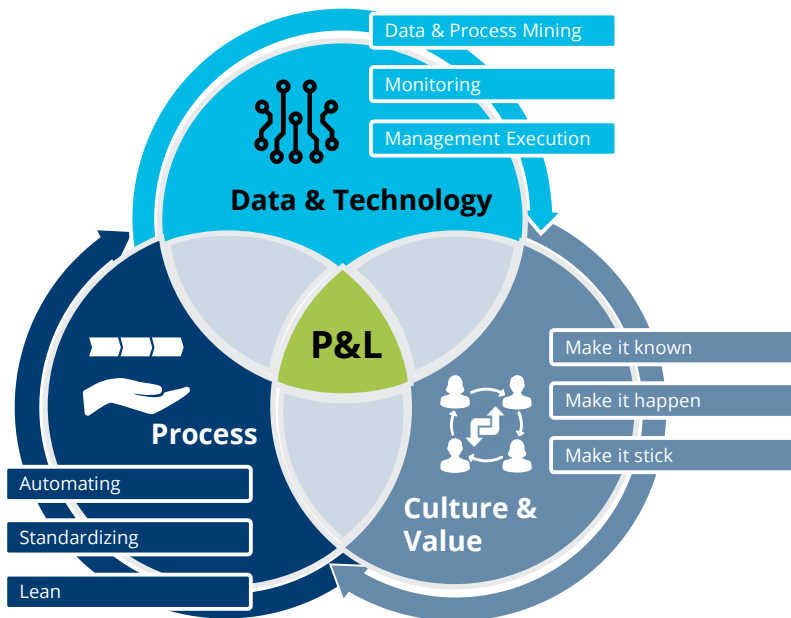 Data & Process Mining
Monitoring
Management Execution
Data & Technology
P&L
Make it known
Make it happen
Make it stick
Process
Automating
Standardizing
Lean
Culture &
Value